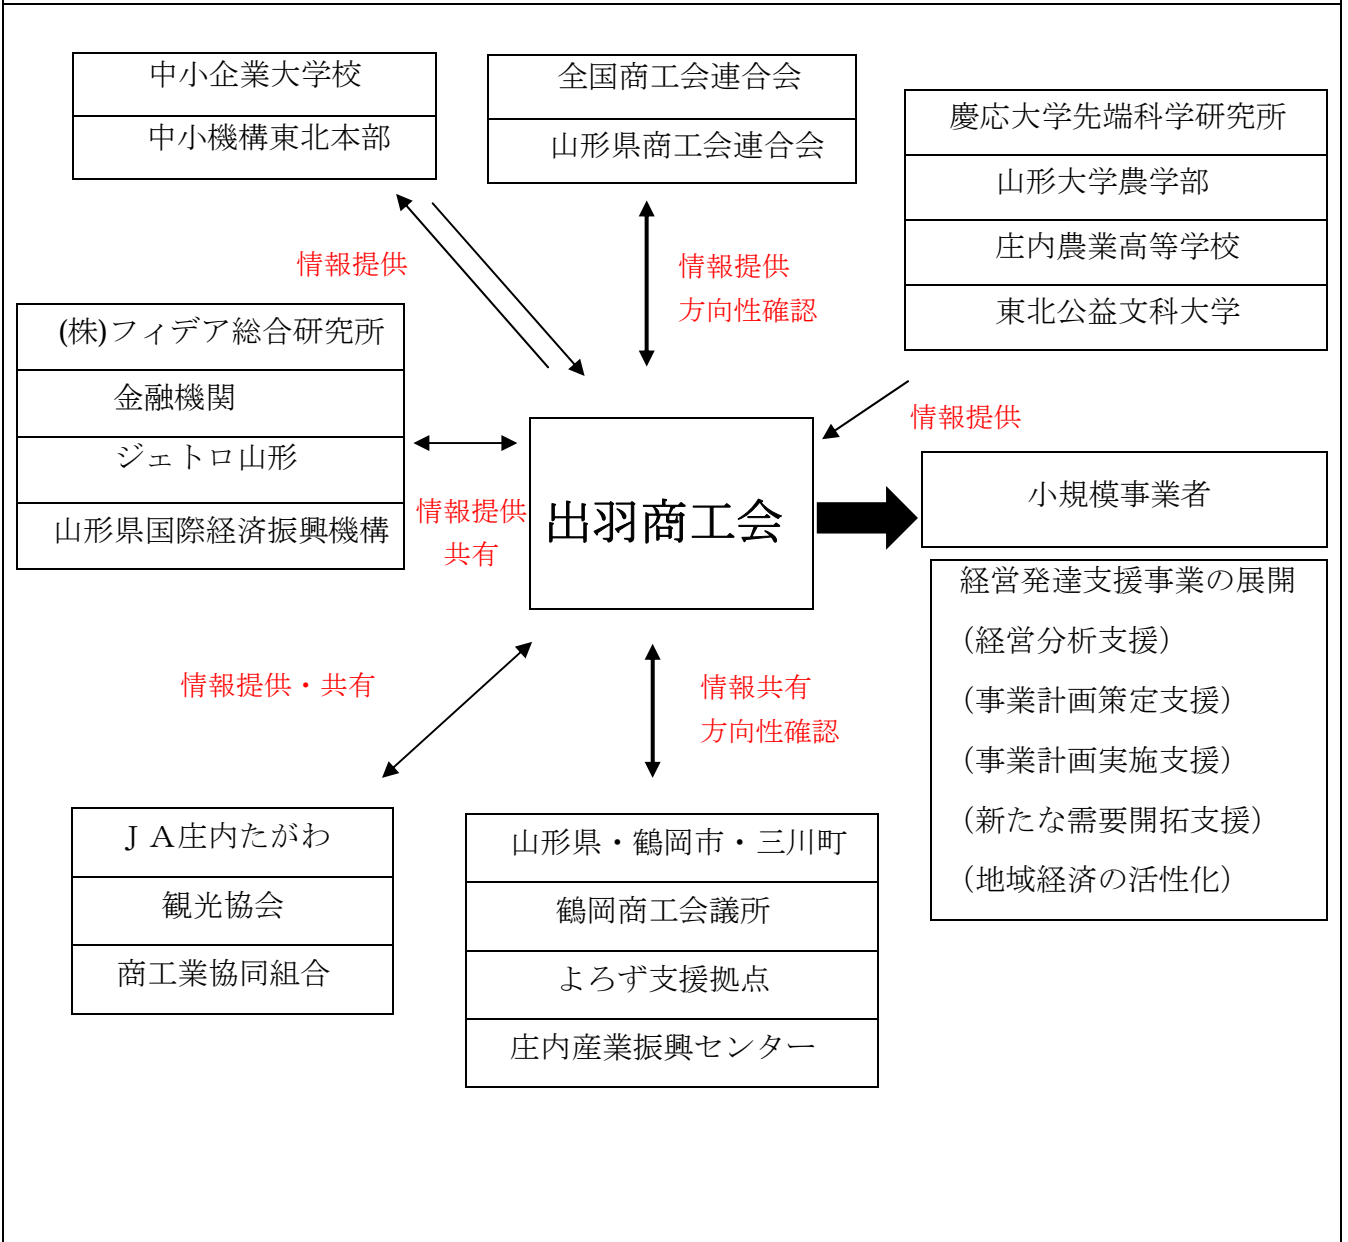 中小企業大学校
中小機構東北本部
全国商工会連合会
山形県商工会連合会
慶応大学先端科学研究所
山形大学農学部
庄内農業高等学校
東北公益文科大学
情報提供
情報提供
方向性確認
(株)フィデア総合研究所
金融機関
ジェトロ山形
山形県国際経済振興機構
情報提供
共有
出羽商工会
情報提供
小規模事業者
経営発達支援事業の展開
（経営分析支援）
（事業計画策定支援）
（事業計画実施支援）
（新たな需要開拓支援）
（地域経済の活性化）
情報提供・共有
情報共有
方向性確認
ＪＡ庄内たがわ
観光協会
商工業協同組合
山形県・鶴岡市・三川町
鶴岡商工会議所
よろず支援拠点
庄内産業振興センター